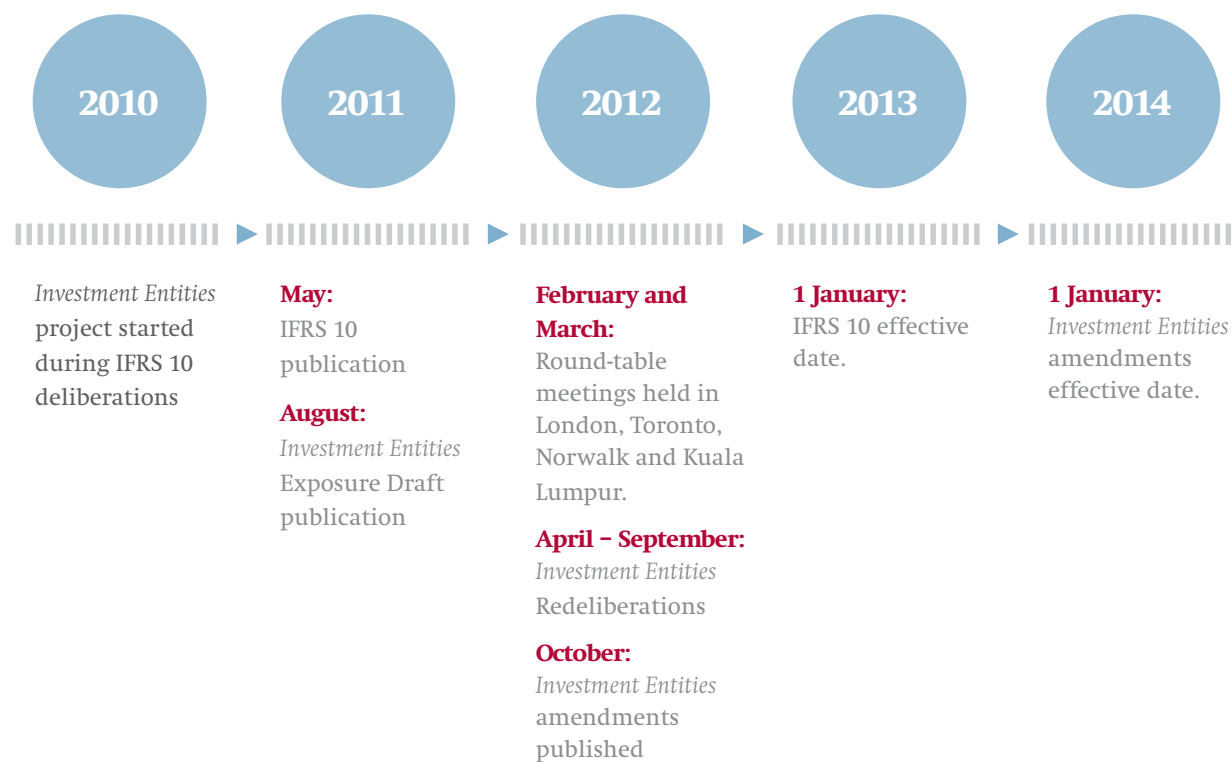 2010
2011
2012
2013
2014
Investment Entities
project started
during IFRS 10
deliberations
May:
IFRS 10
publication
August:
Investment Entities
Exposure Draft
publication
February and
March:
Round-table
meetings held in
London, Toronto,
Norwalk and Kuala
Lumpur.
April – September:
Investment Entities
Redeliberations
October:
Investment Entities
amendments
published
1 January:
IFRS 10 effective
date.
1 January:
Investment Entities
amendments
effective date.